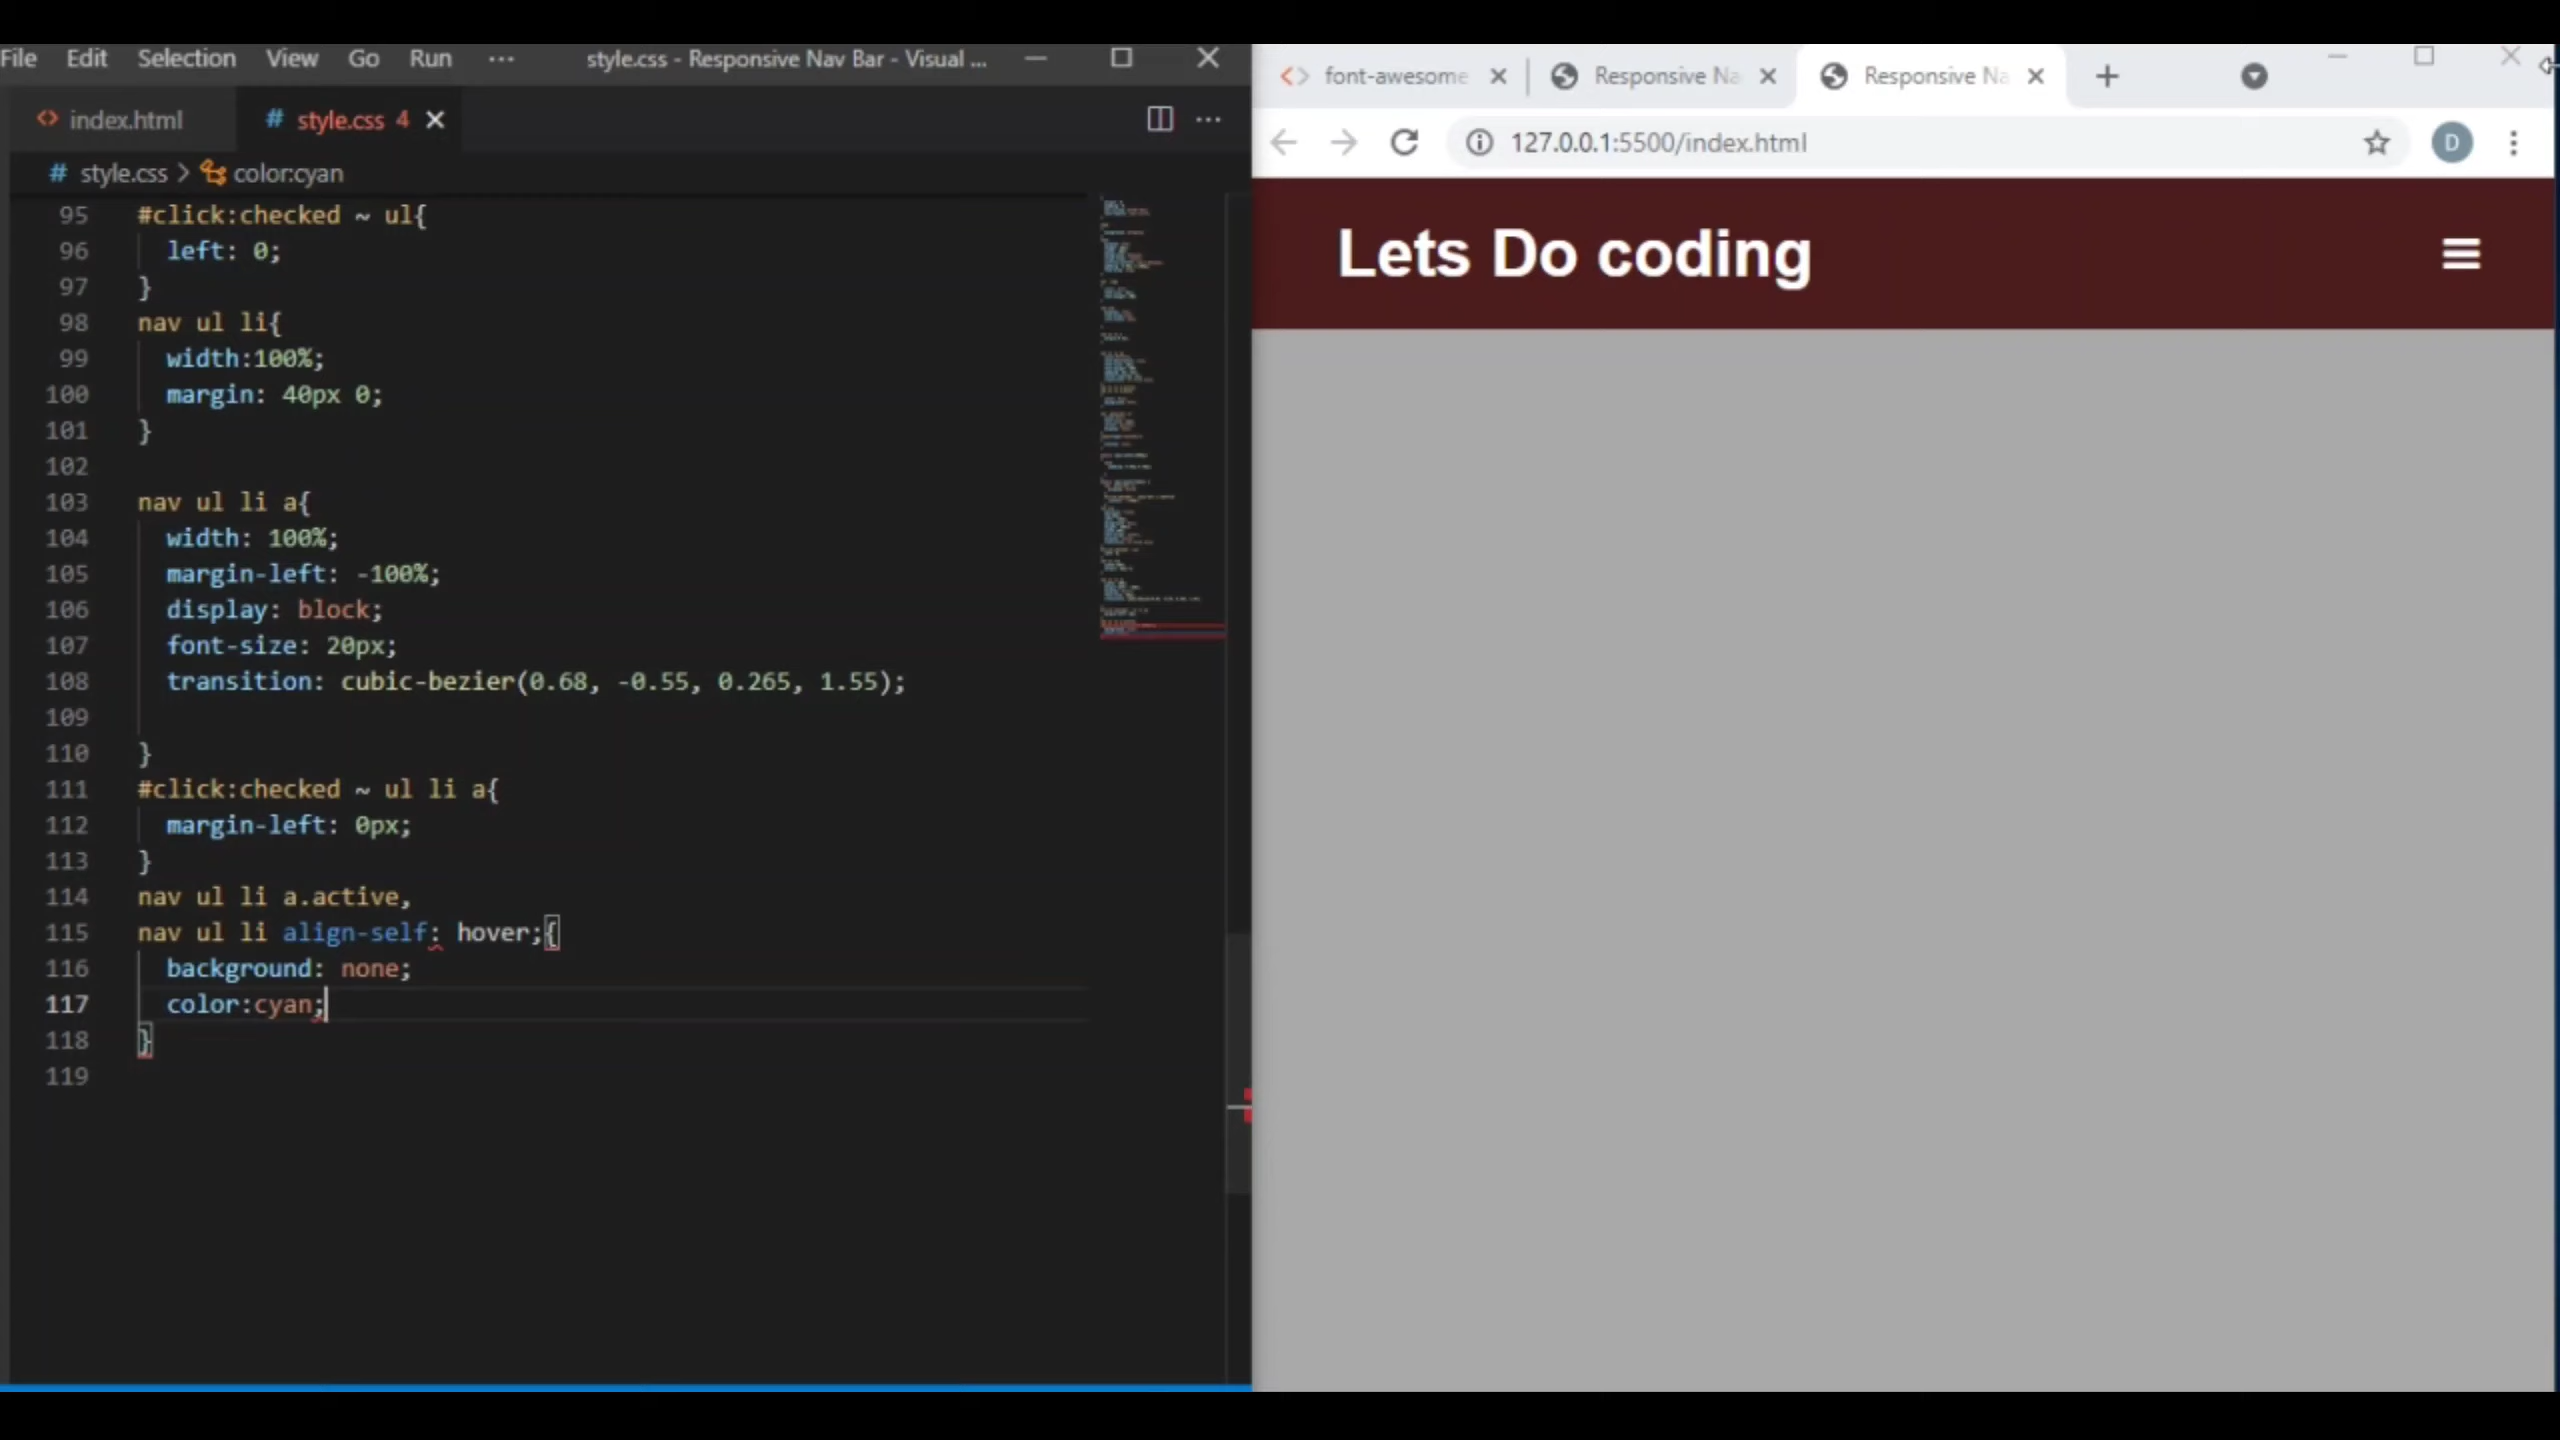 File Edit Selection View Go Run ··· style.css - Responsive Nav Bar - Visual ...
index.html # style.css 4
# style.css > color:cyan
95 #click:checked ~ ul{
96 left: 0;
97 }
98 nav ul li{
99 width:100%;
100 margin: 40px 0;
101 }
102
103 nav ul li a{
104 width: 100%;
105 margin-left: -100%;
106 display: block;
107 font-size: 20px;
108 transition: cubic-bezier(0.68, -0.55, 0.265, 1.55);
109
110 }
111 #click:checked ~ ul li a{
112 margin-left: 0px;
113 }
114 nav ul li a.active,
115 nav ul li align-self: hover;{
116 background: none;
117 color:cyan;
118 }
119
font-awesome Responsive Na Responsive Na
127.0.0.1:5500/index.html D
Lets Do coding